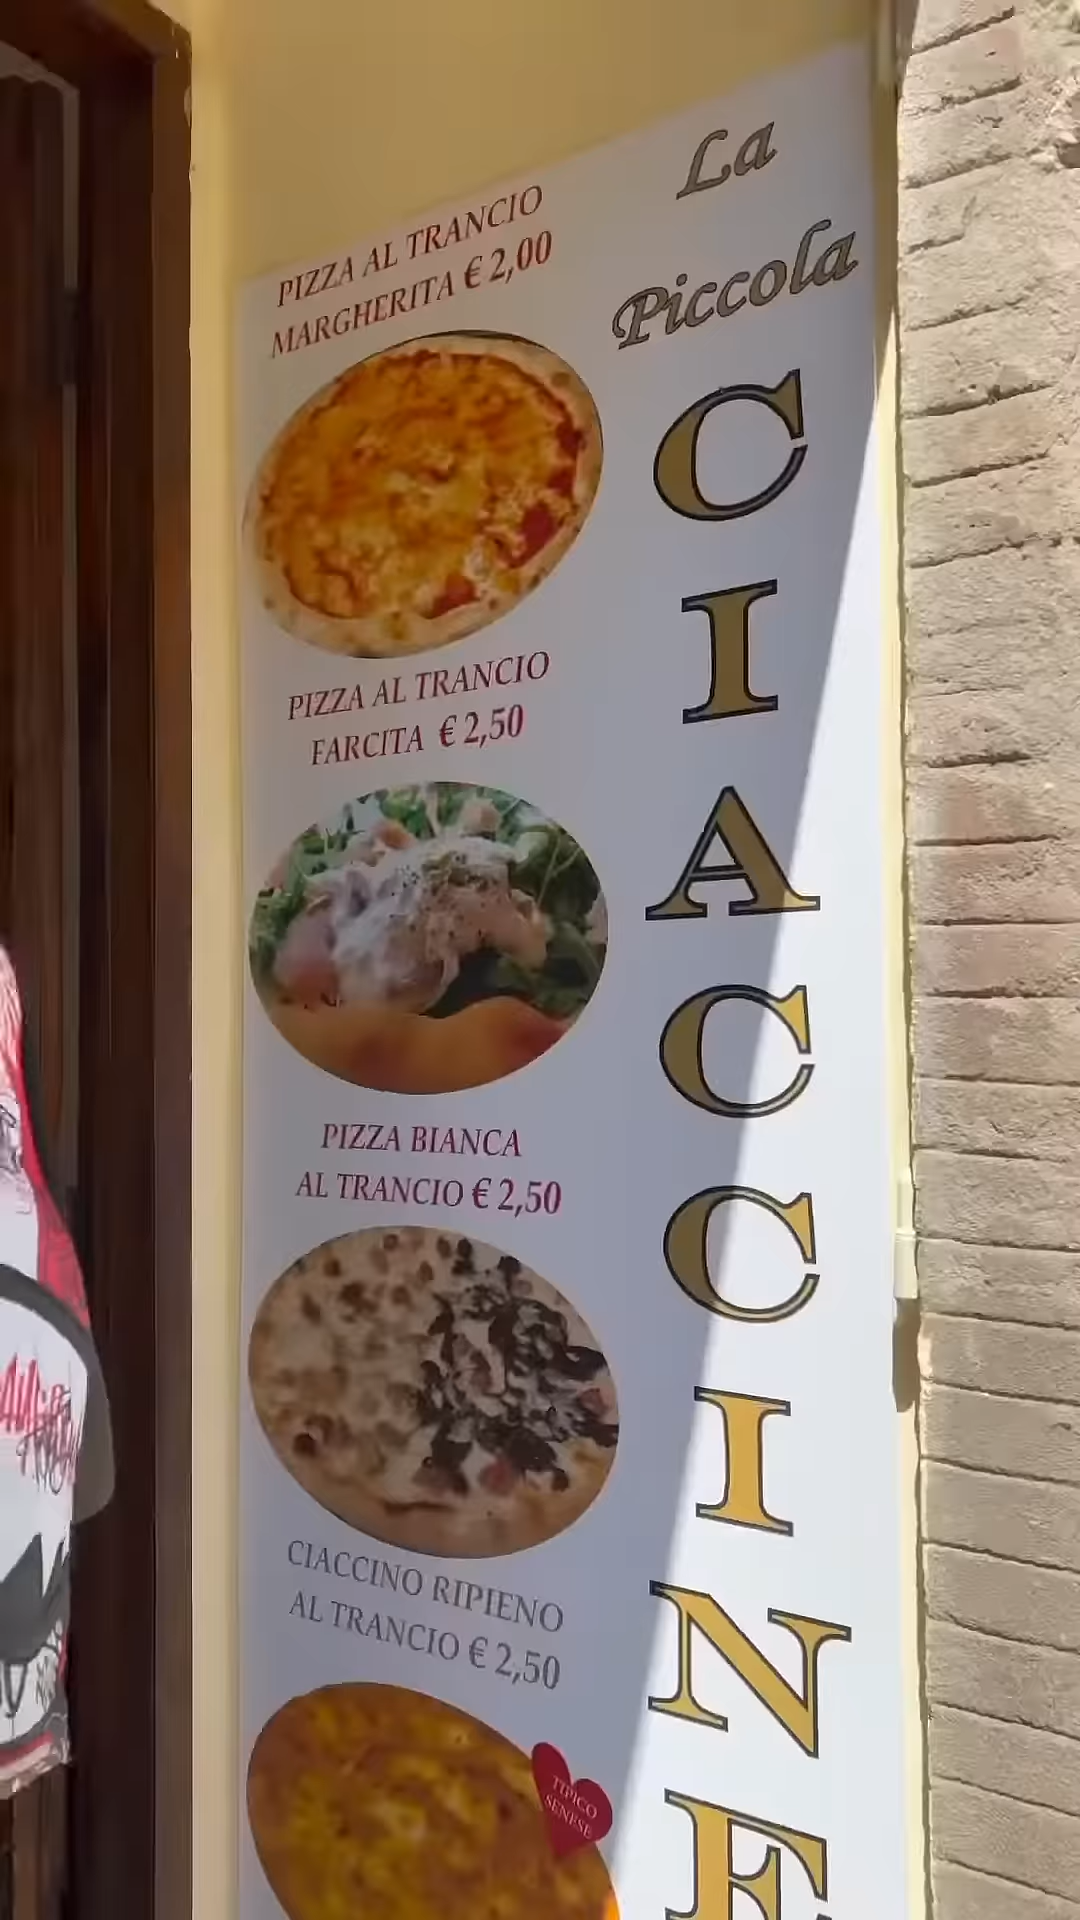 PIZZA AL TRANCIO
MARGHERITA € 2,00
PIZZA AL TRANCIO
FARCITA € 2,50
PIZZA BIANCA
AL TRANCIO € 2,50
CIACCINO RIPIENO
AL TRANCIO € 2,50
TIPICO
SENESE
La
Piccola
C
I
A
C
C
I
N
E